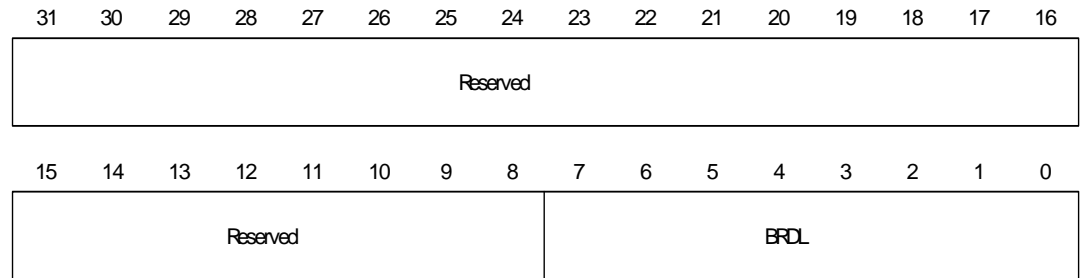 31 30 29 28 27 26 25 24 23 22 21 20 19 18 17 16
Reserved
15 14 13 12 11 10 9 8 7 6 5 4 3 2 1 0
Reserved BRDL